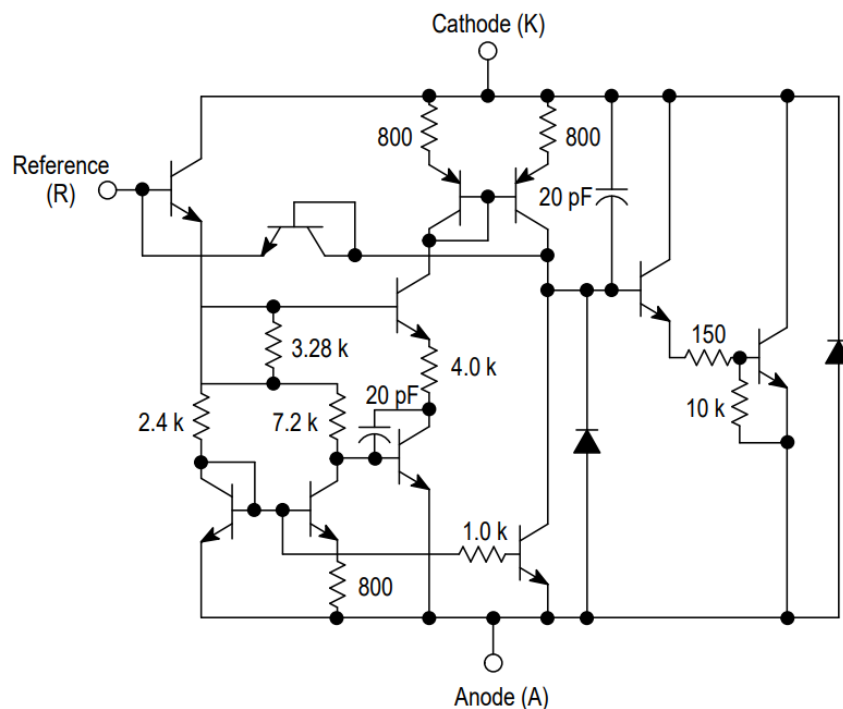 Cathode (K)
800
800
Reference
(R)
20 pF
3.28 k
4.0 k
150
2.4 k
7.2 k
20 pF
10 k
1.0 k
800
Anode (A)